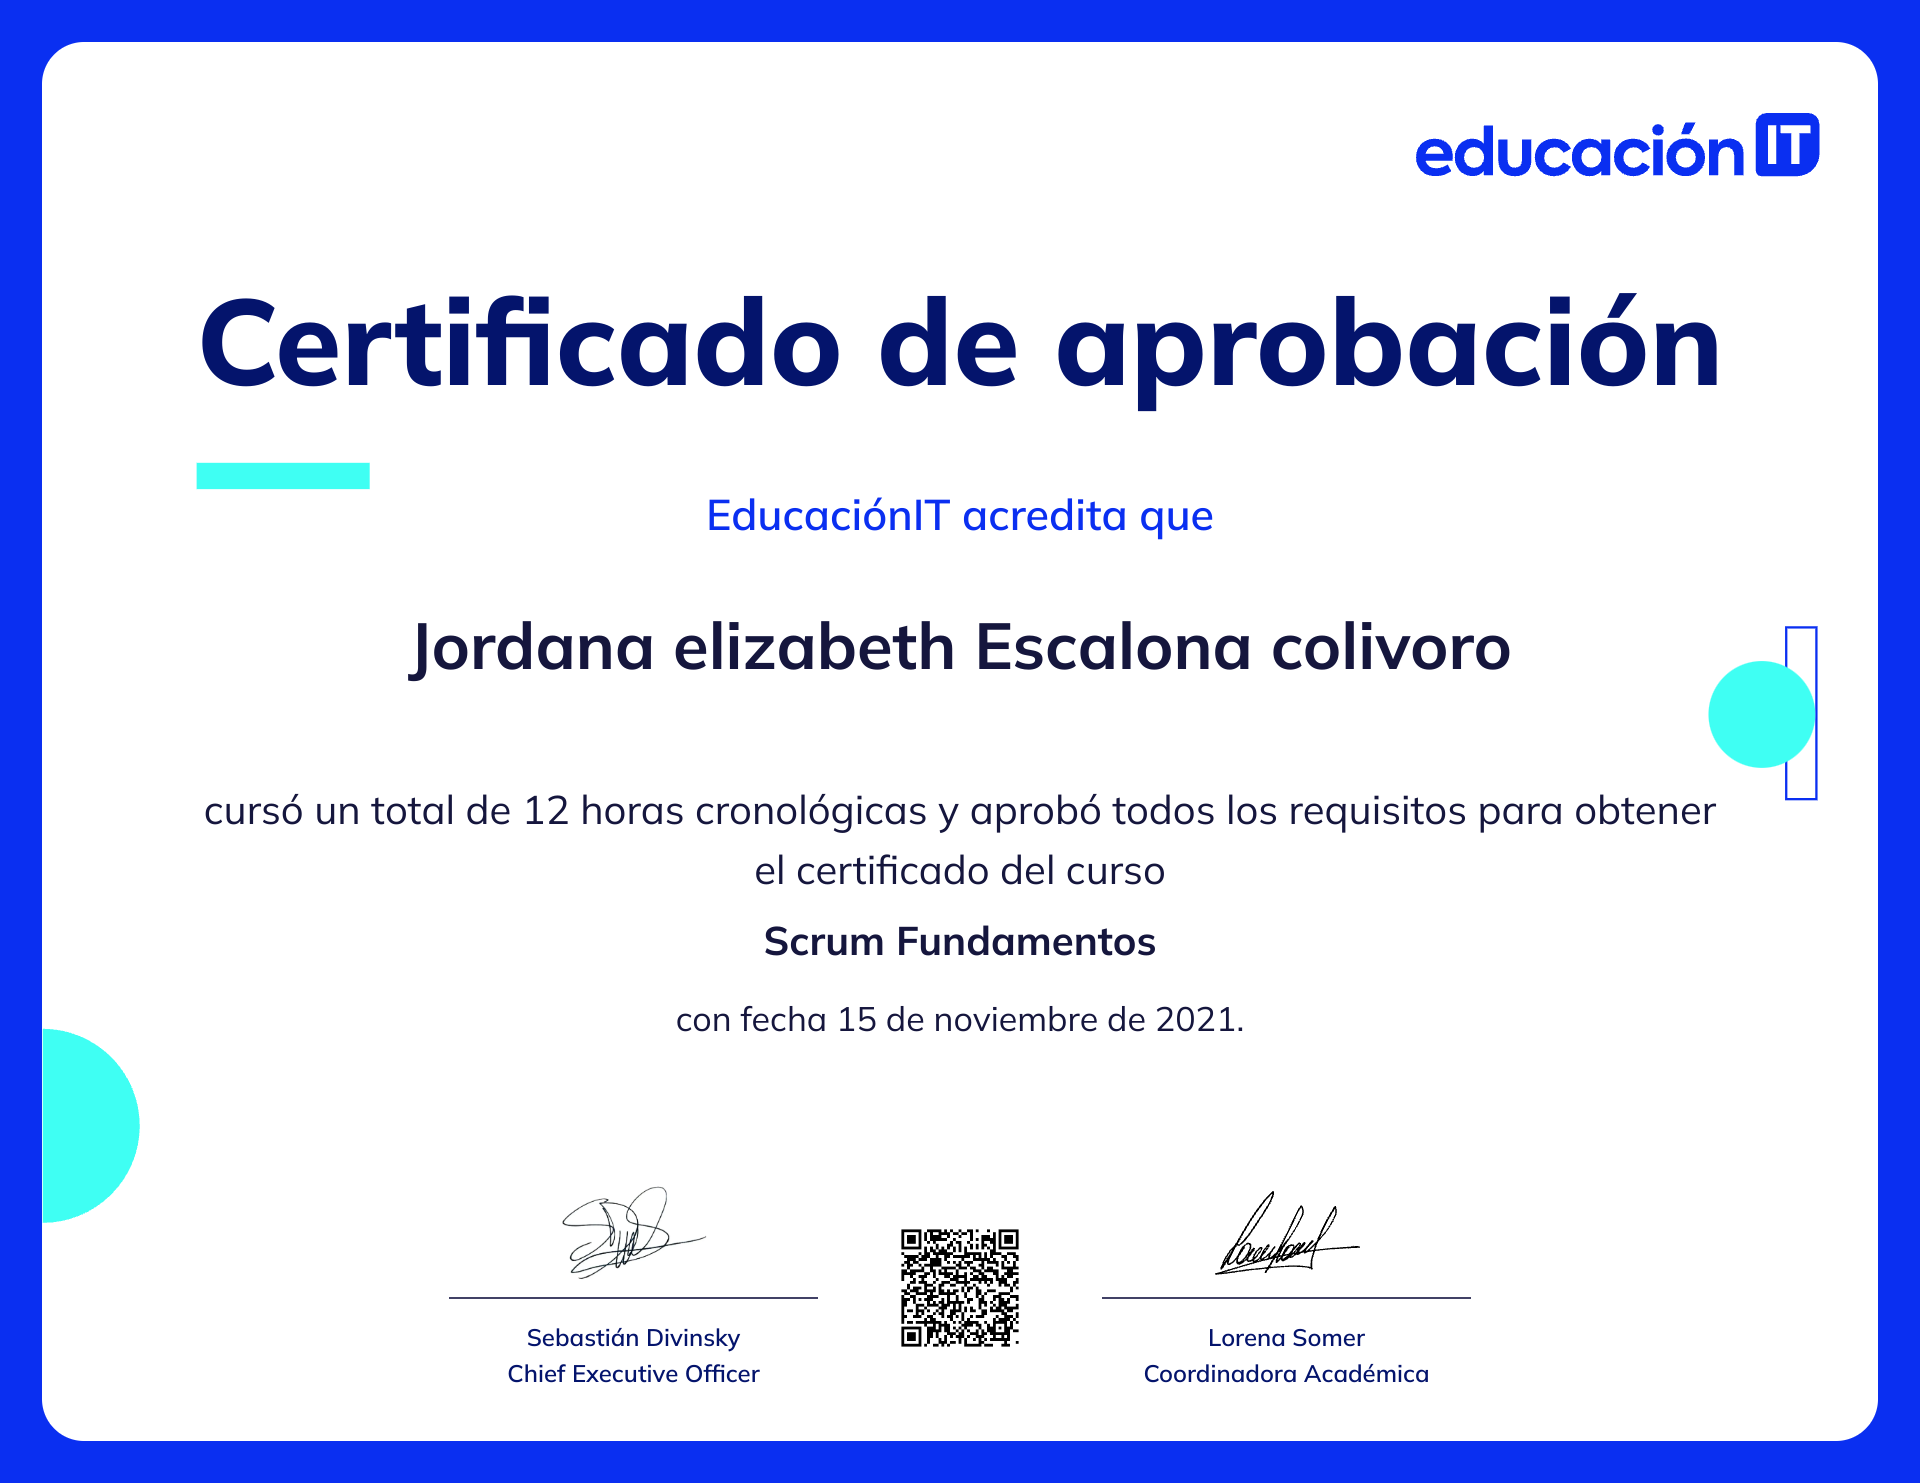 educación IT
Certificado de aprobación
EducaciónIT acredita que
Jordana elizabeth Escalona colivoro
cursó un total de 12 horas cronológicas y aprobó todos los requisitos para obtener
el certificado del curso
Scrum Fundamentos
con fecha 15 de noviembre de 2021.
Sebastián Divinsky
Chief Executive Officer
Lorena Somer
Coordinadora Académica